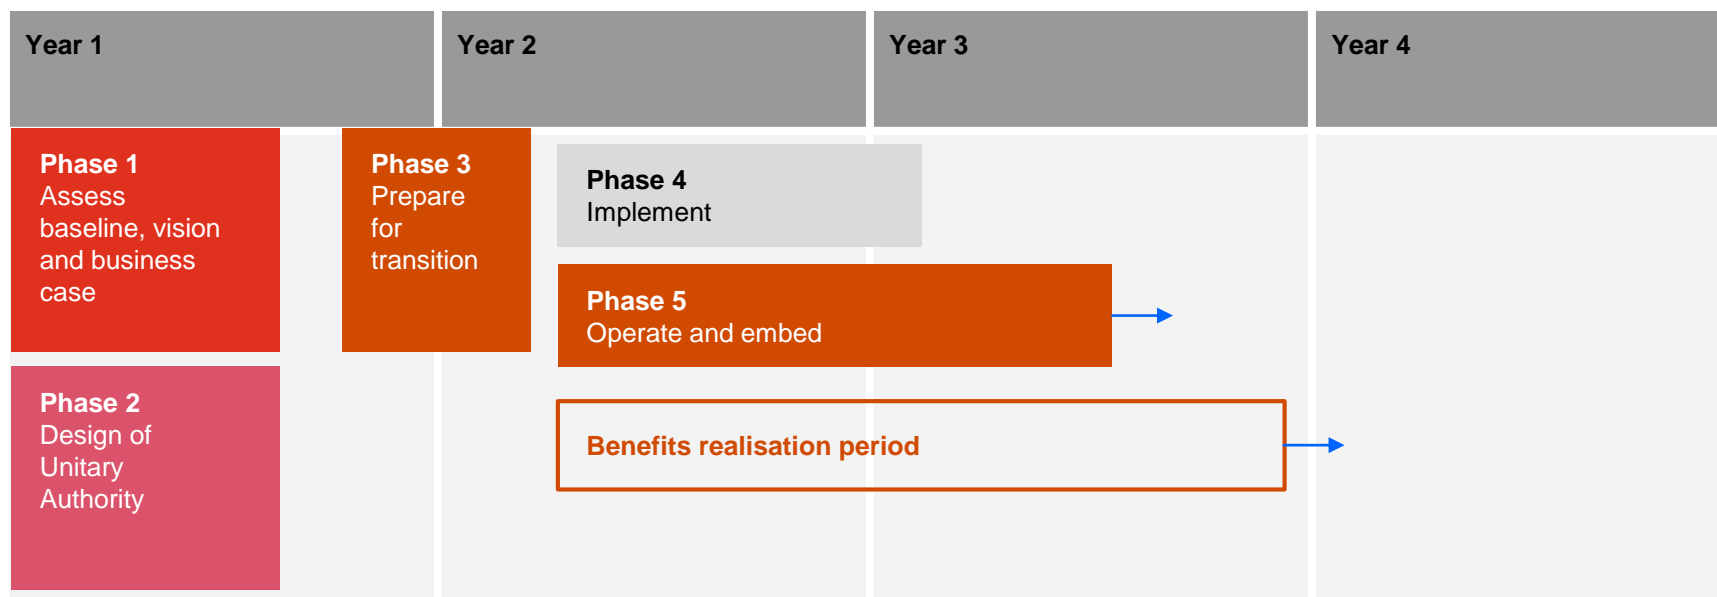 Year 1
Year 2
Year 3
Year 4
Phase 1
Assess
baseline, vision
and business
case
Phase 3
Prepare
for
transition
Phase 4
Implement
Phase 5
Operate and embed
Phase 2
Design of
Unitary
Authority
Benefits realisation period